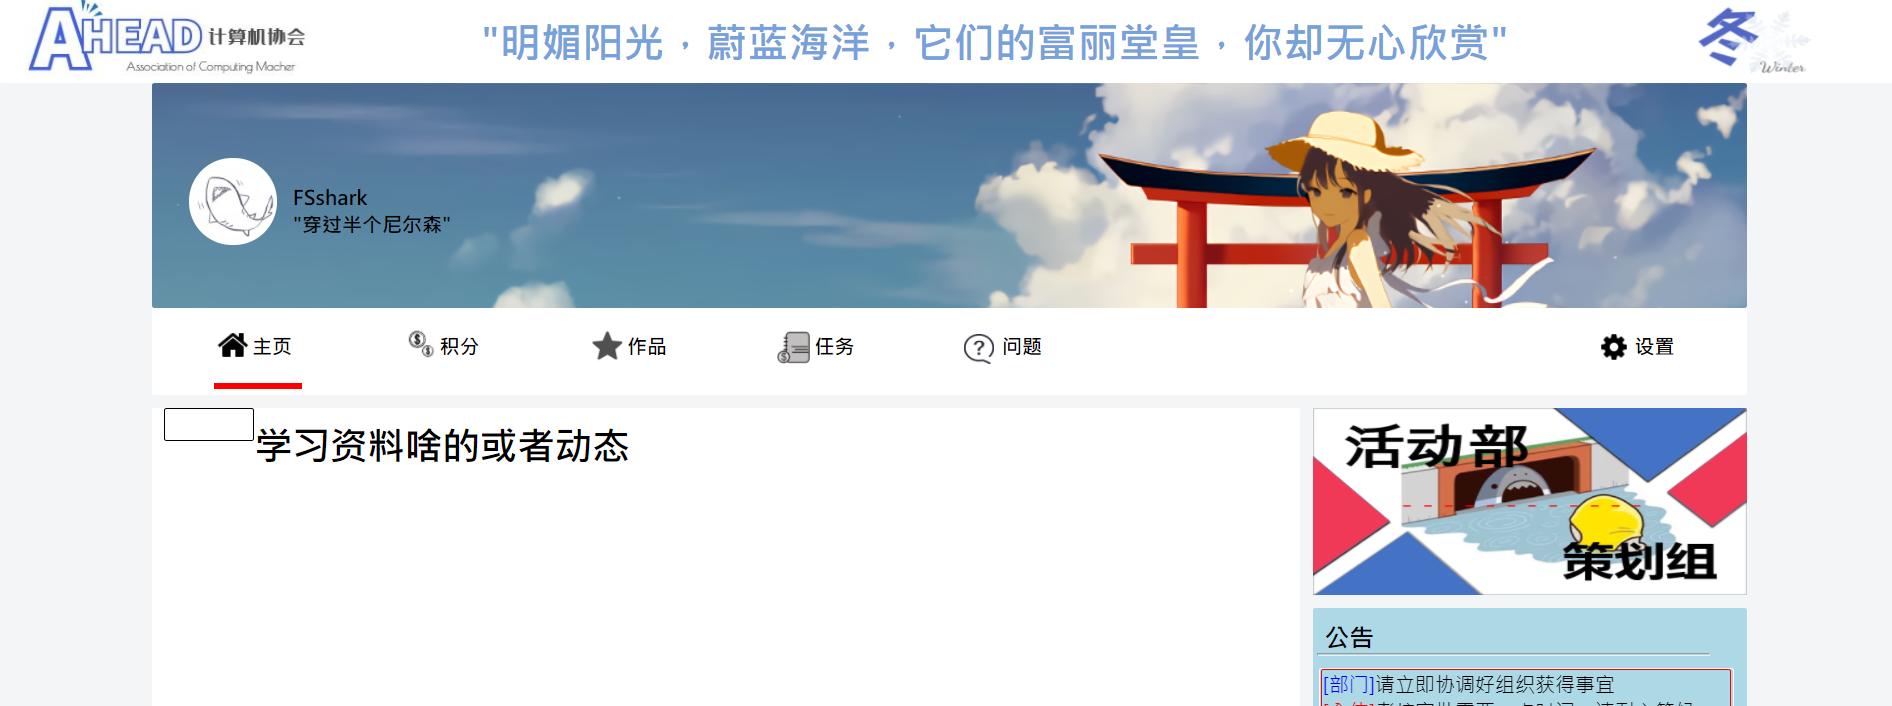 AHEAD 计算机协会
Association of Computing Macher
"明媚阳光，蔚蓝海洋，它们的富丽堂皇，你却无心欣赏"
冬
Winter
FSshark
"穿过半个尼尔森"
主页 积分 作品 任务 问题 设置
学习资料啥的或者动态
活动部
策划组
公告
[部门]请立即协调好组织获得事宜